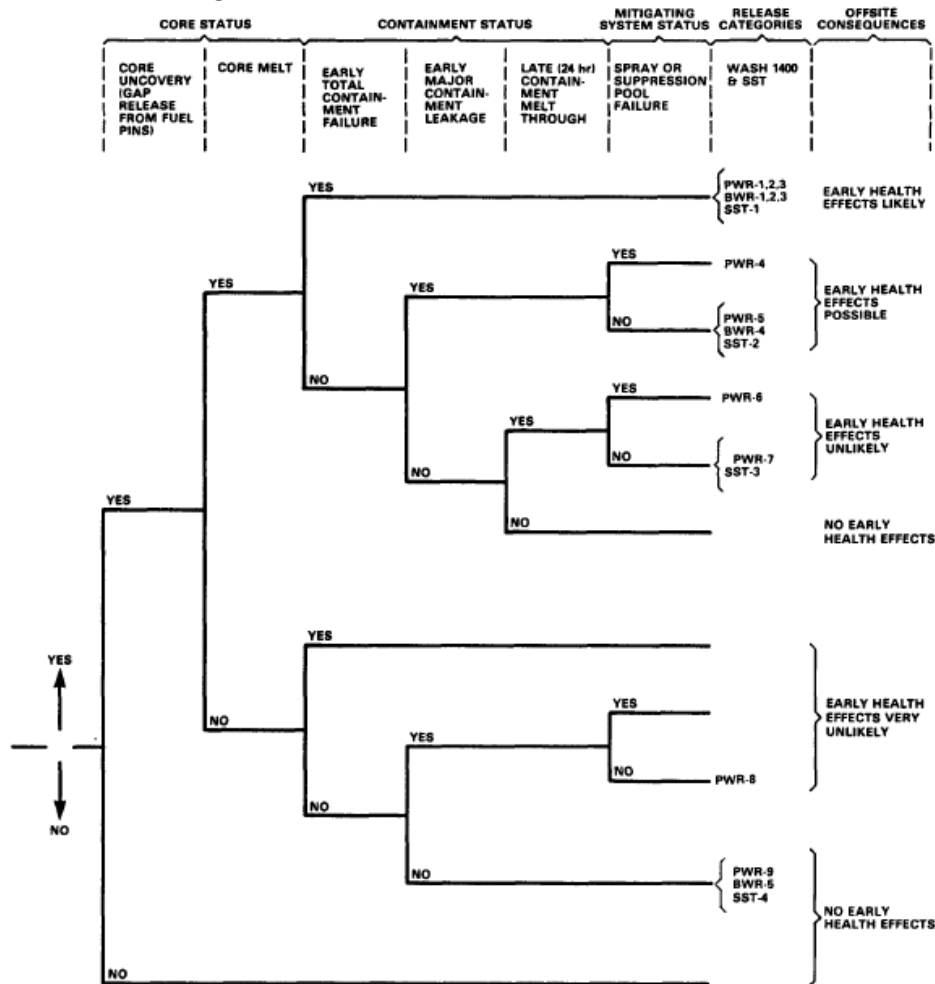 CORE STATUS
CONTAINMENT STATUS
MITIGATING
SYSTEM STATUS
RELEASE
CATEGORIES
OFFSITE
CONSEQUENCES
CORE
UNCOVERY
(GAP
RELEASE
FROM FUEL
PINS)
CORE MELT
EARLY
TOTAL
CONTAIN-
MENT
FAILURE
EARLY
MAJOR
CONTAIN-
MENT
LEAKAGE
LATE (24 hr)
CONTAIN-
MENT
MELT
THROUGH
SPRAY OR
SUPPRESSION
POOL
FAILURE
WASH 1400
& SST
YES
PWR-1,2,3
BWR-1,2,3
SST-1
EARLY HEALTH
EFFECTS LIKELY
YES
YES
YES
PWR-4
NO
PWR-5
BWR-4
SST-2
EARLY HEALTH
EFFECTS
POSSIBLE
NO
YES
YES
PWR-6
NO
PWR-7
SST-3
EARLY HEALTH
EFFECTS
UNLIKELY
NO
YES
NO
NO EARLY
HEALTH EFFECTS
YES
YES
NO
YES
YES
NO
PWR-8
EARLY HEALTH
EFFECTS VERY
UNLIKELY
NO
NO
NO
PWR-9
BWR-5
SST-4
NO EARLY
HEALTH EFFECTS
NO